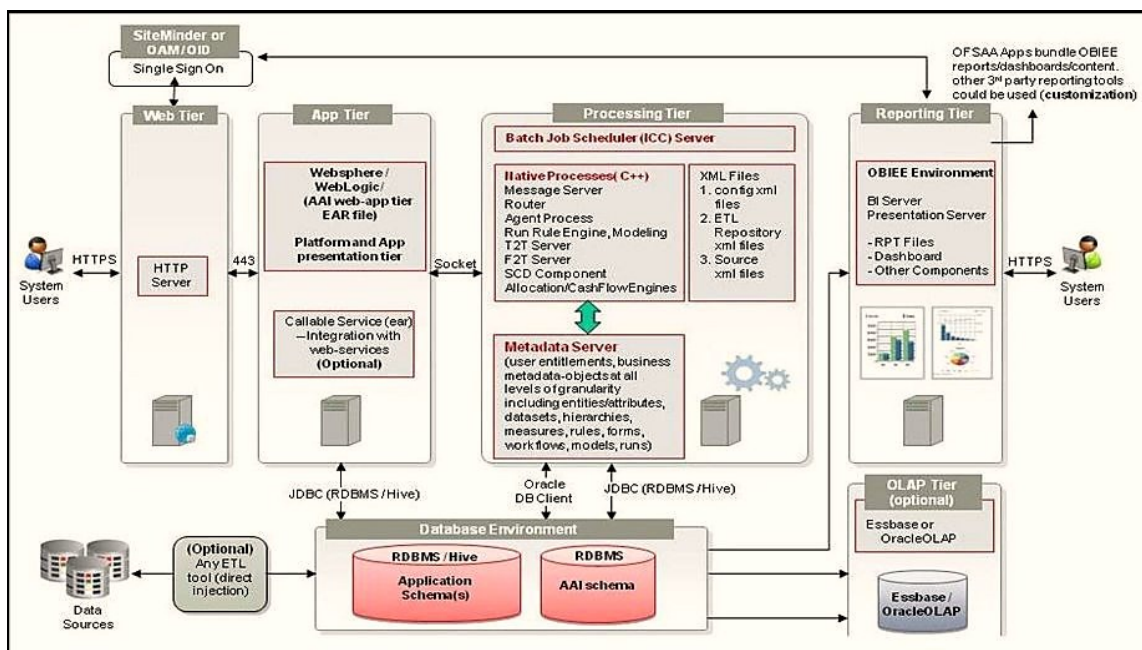 SiteMinder or
OAM/OID
Single Sign On
OFSAA Apps bundle OBIEE
reports/dashboards/content.
other 3rd party reporting tools
could be used (customization)
Web Tier
HTTP
Server
System
Users
HTTPS
443
App Tier
Websphere /
WebLogic/
(AAI web-app tier
EAR file)
Platform and App
presentation tier
Callable Service (ear)
–Integration with
web-services
(Optional)
Socket
Processing Tier
Batch Job Scheduler (ICC) Server
Native Processes( C++)
Message Server
Router
Agent Process
Run Rule Engine, Modeling
T2T Server
F2T Server
SCD Component
Allocation/CashFlowEngines
XML Files
1. config xml
files
2. ETL
Repository
xml files
3. Source
xml files
Metadata Server
(user entitlements, business
metadata-objects at all
levels of granularity
including entities/attributes,
datasets, hierarchies,
measures, rules, forms,
workflows, models, runs)
Reporting Tier
OBIEE Environment
BI Server
Presentation Server
- RPT Files
- Dashboard
- Other Components
HTTPS
System
Users
JDBC (RDBMS /Hive)
Oracle
DB Client
JDBC (RDBMS /Hive)
Database Environment
RDBMS / Hive
Application
Schema(s)
RDBMS
AAI schema
Data
Sources
(Optional)
Any ETL
tool (direct
injection)
OLAP Tier
(optional)
Essbase or
OracleOLAP
Essbase /
OracleOLAP